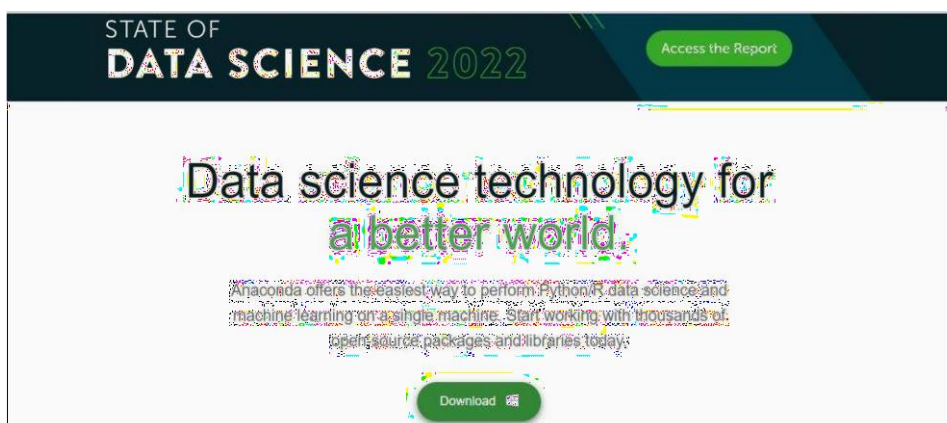 STATE OF
DATA SCIENCE 2022
Access the Report
Data science technology for
a better world.
Anaconda offers the easiest way to perform Python/R data science and
machine learning on a single machine. Start working with thousands of
open-source packages and libraries today.
Download